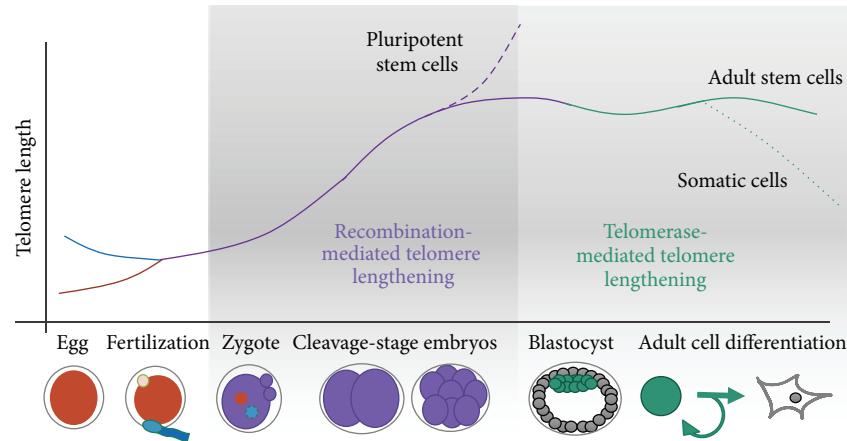 Pluripotent
stem cells
Adult stem cells
Somatic cells
Telomere length
Recombination-
mediated telomere
lengthening
Telomerase-
mediated telomere
lengthening
Egg
Fertilization
Zygote
Cleavage-stage embryos
Blastocyst
Adult cell differentiation